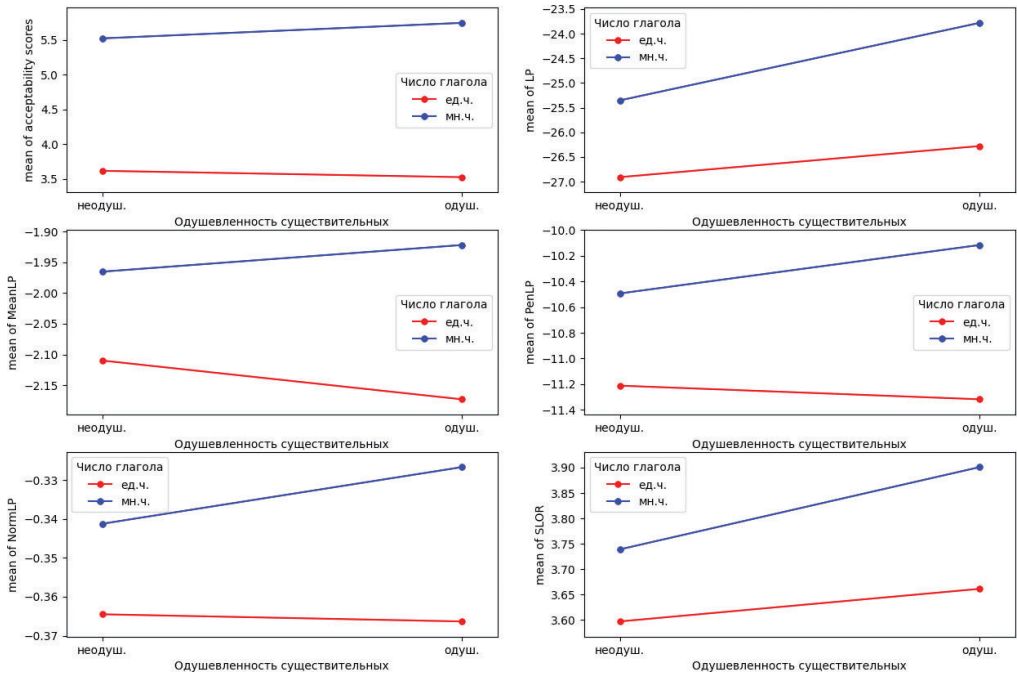 mean of acceptability scores
5.5
5.0
4.5
4.0
3.5
Число глагола
ед.ч.
мн.ч.
неодуш.
одуш.
Одушевленность существительных
mean of LP
−23.5
−24.0
−24.5
−25.0
−25.5
−26.0
−26.5
−27.0
Число глагола
ед.ч.
мн.ч.
неодуш.
одуш.
Одушевленность существительных
mean of MeanLP
−1.90
−1.95
−2.00
−2.05
−2.10
−2.15
Число глагола
ед.ч.
мн.ч.
неодуш.
одуш.
Одушевленность существительных
mean of PenLP
−10.0
−10.2
−10.4
−10.6
−10.8
−11.0
−11.2
−11.4
Число глагола
ед.ч.
мн.ч.
неодуш.
одуш.
Одушевленность существительных
mean of NormLP
−0.33
−0.34
−0.35
−0.36
−0.37
Число глагола
ед.ч.
мн.ч.
неодуш.
одуш.
Одушевленность существительных
mean of SLOR
3.90
3.85
3.80
3.75
3.70
3.65
3.60
Число глагола
ед.ч.
мн.ч.
неодуш.
одуш.
Одушевленность существительных